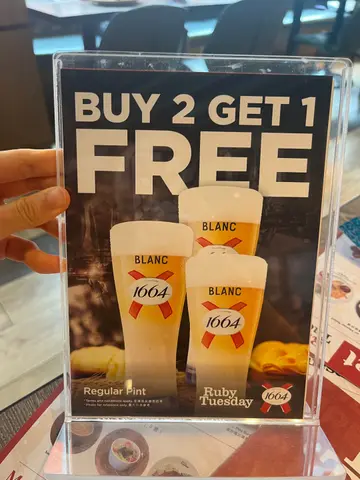 BUY 2 GET 1
FREE
BLANC
1664
BLANC
1664
BLANC
1664
Regular Pint
Ruby
Tuesday
1664